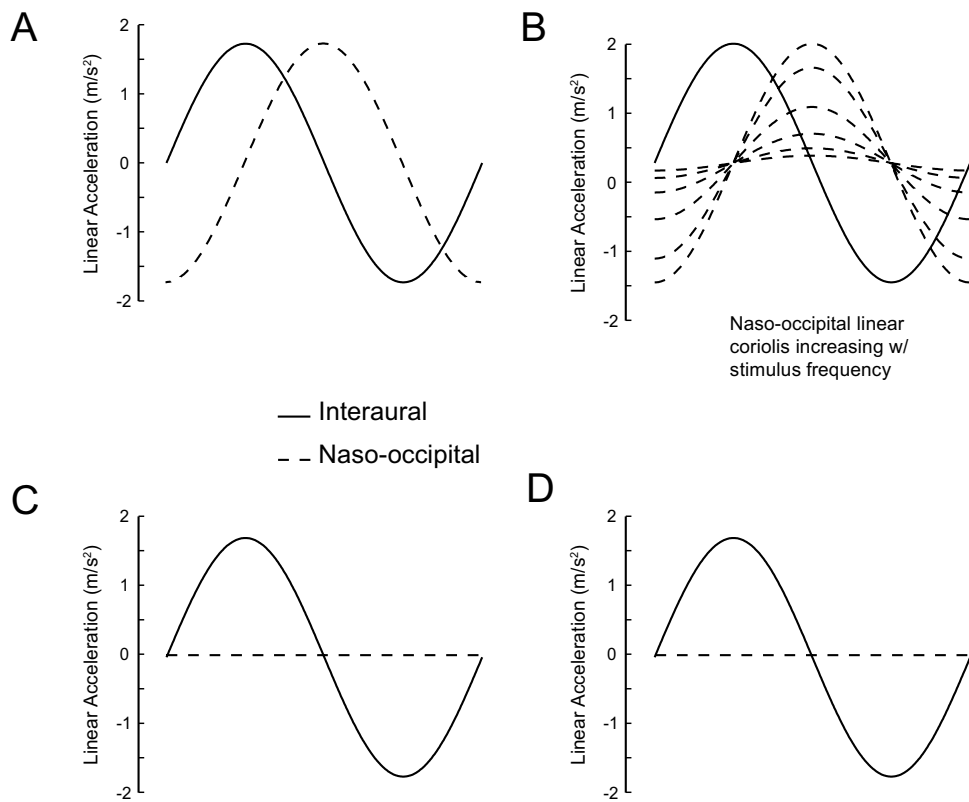 A
Linear Acceleration (m/s²)
2
1
0
-1
-2
B
Linear Acceleration (m/s²)
2
1
0
-1
-2
Naso-occipital linear
coriolis increasing w/
stimulus frequency
Interaural
Naso-occipital
C
Linear Acceleration (m/s²)
2
1
0
-1
-2
D
Linear Acceleration (m/s²)
2
1
0
-1
-2